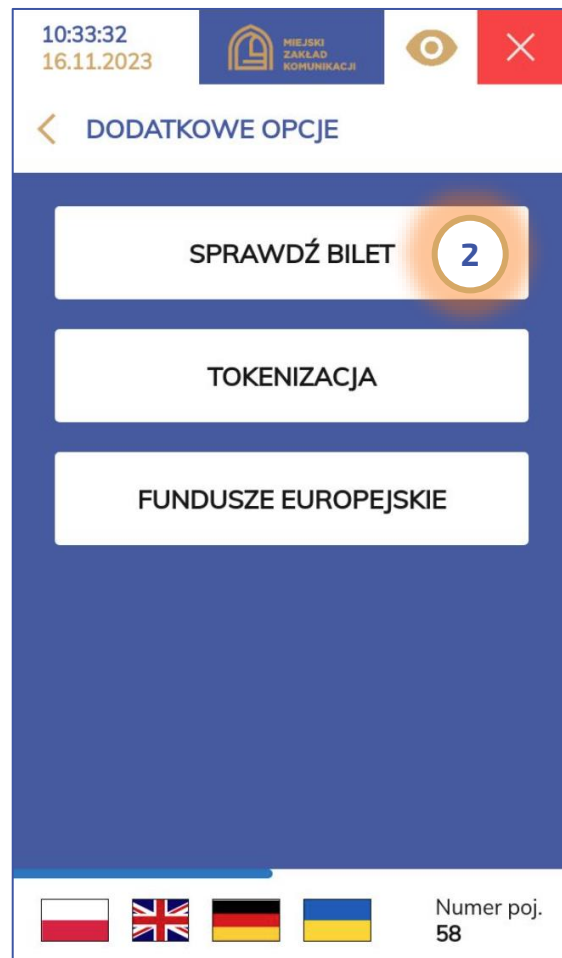 10:33:32
16.11.2023
MIEJSKI
ZAKŁAD
KOMUNIKACJI
DODATKOWE OPCJE
SPRAWDŹ BILET 2
TOKENIZACJA
FUNDUSZE EUROPEJSKIE
Numer poj.
58